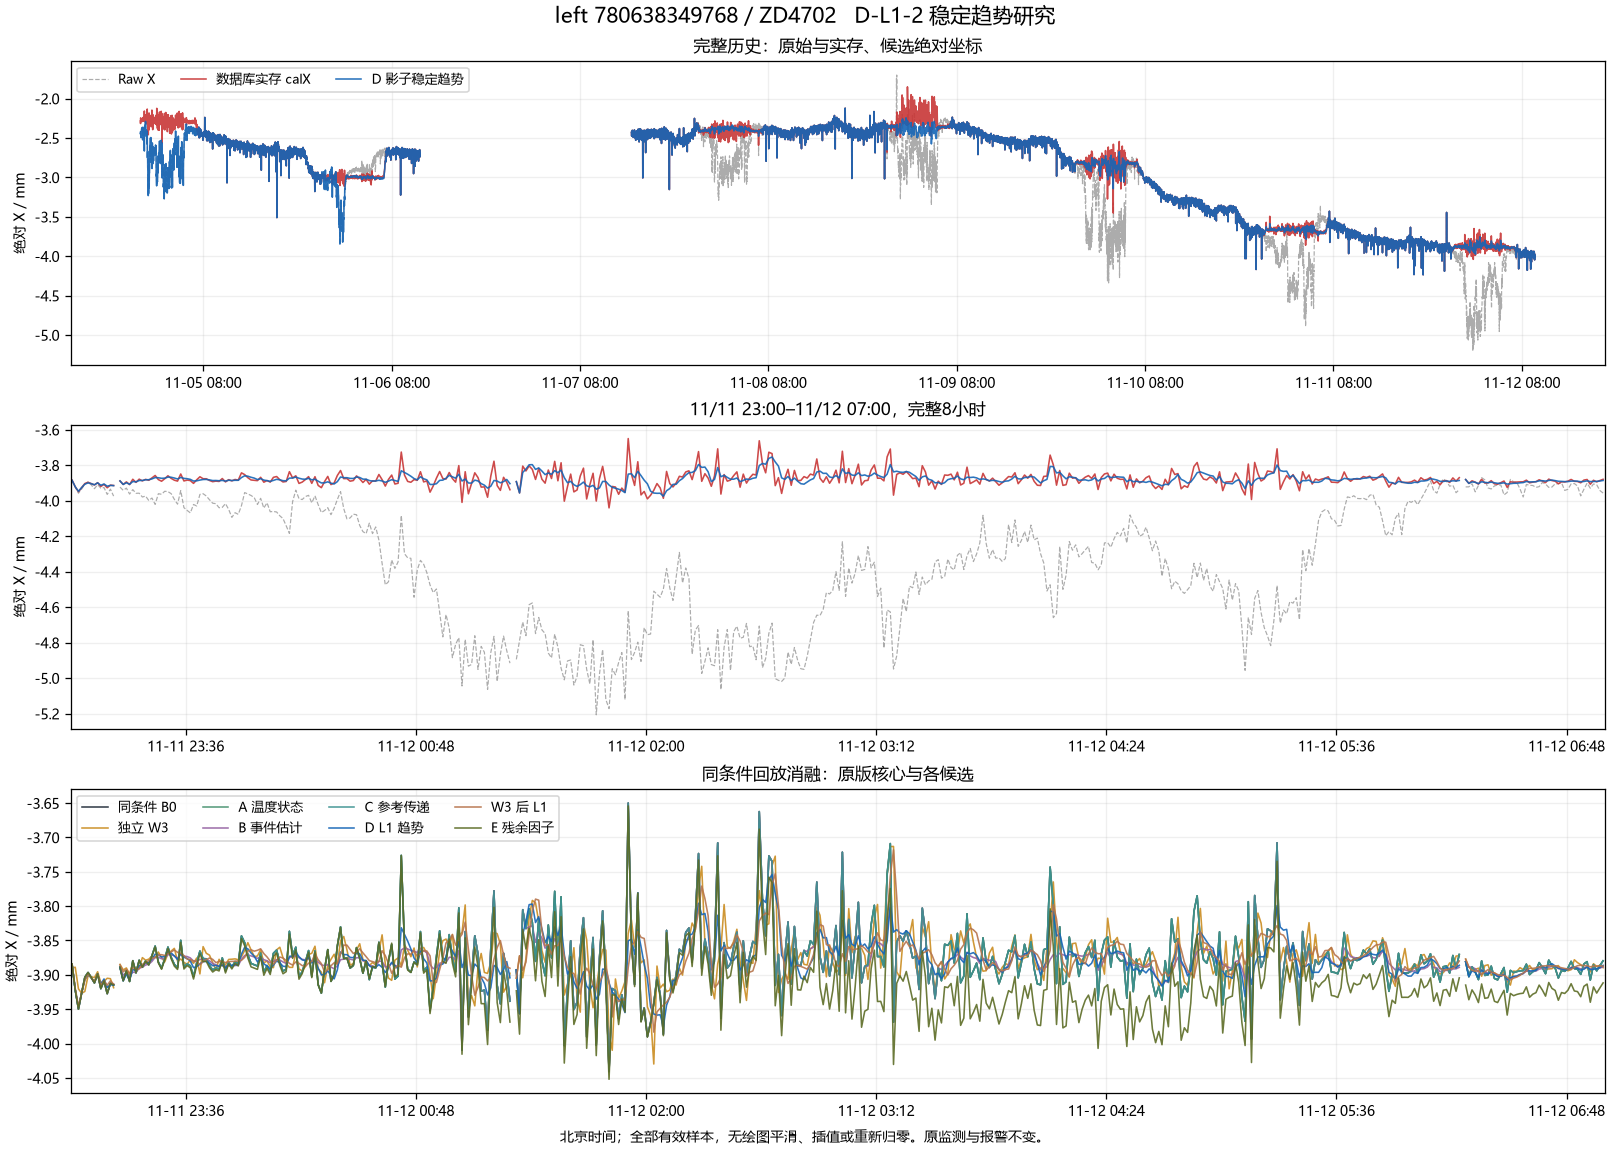 left 780638349768 / ZD4702   D-L1-2 稳定趋势研究
完整历史：原始与实存、候选绝对坐标
Raw X  数据库实存 calX  D 影子稳定趋势
绝对 X / mm
-2.0
-2.5
-3.0
-3.5
-4.0
-4.5
-5.0
11-05 08:00  11-06 08:00  11-07 08:00  11-08 08:00  11-09 08:00  11-10 08:00  11-11 08:00  11-12 08:00
11/11 23:00–11/12 07:00，完整8小时
绝对 X / mm
-3.6
-3.8
-4.0
-4.2
-4.4
-4.6
-4.8
-5.0
-5.2
11-11 23:36  11-12 00:48  11-12 02:00  11-12 03:12  11-12 04:24  11-12 05:36  11-12 06:48
同条件回放消融：原版核心与各候选
同条件 B0  A 温度状态  C 参考传递  W3 后 L1
独立 W3  B 事件估计  D L1 趋势  E 残余因子
绝对 X / mm
-3.65
-3.70
-3.75
-3.80
-3.85
-3.90
-3.95
-4.00
-4.05
11-11 23:36  11-12 00:48  11-12 02:00  11-12 03:12  11-12 04:24  11-12 05:36  11-12 06:48
北京时间；全部有效样本，无绘图平滑、插值或重新归零。原监测与报警不变。